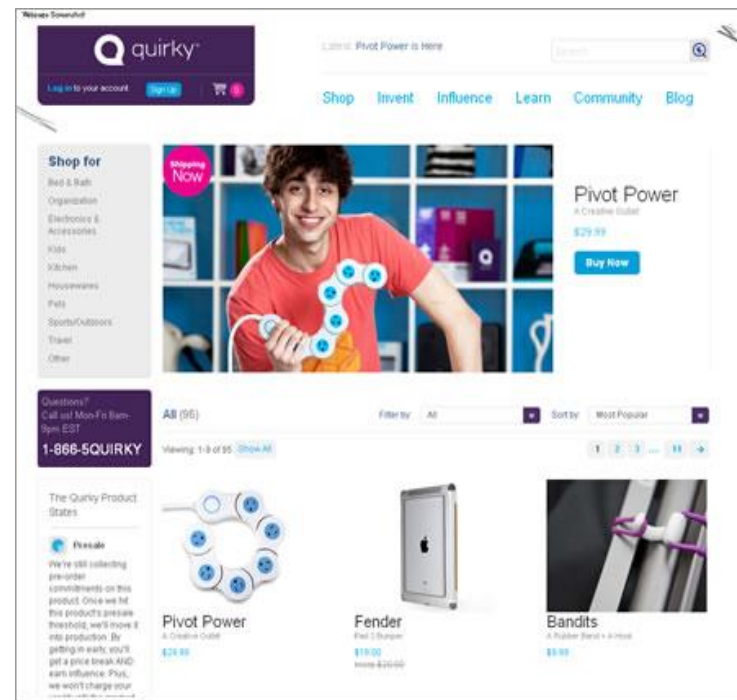 Webpage Screenshot
quirky
Latest: Pivot Power is Here
Search
Log in to your account
Sign Up
0
Shop Invent Influence Learn Community Blog
Shop for
Bed & Bath
Organization
Electronics &
Accessories
Kids
Kitchen
Housewares
Pets
Sports/Outdoors
Travel
Other
Shipping
Now
Pivot Power
A Creative Outlet
$29.99
Buy Now
Questions?
Call us! Mon-Fri 9am-
9pm EST
1-866-5QUIRKY
All (95)
Filter by All
Sort by Most Popular
Viewing: 1-9 of 95 Show All
1 2 3 ... 11
The Quirky Product
States
Presale
We're still collecting
pre-order
commitments on this
product. Once we hit
this product's presale
threshold, we'll move it
into production. By
getting in early, you'll
get a price break AND
earn influence. Plus,
we won't charge your
Pivot Power
A Creative Outlet
$29.99
Fender
iPad 2 Bumper
$19.00
Bandits
A Rubber Band + A Hook
$9.99